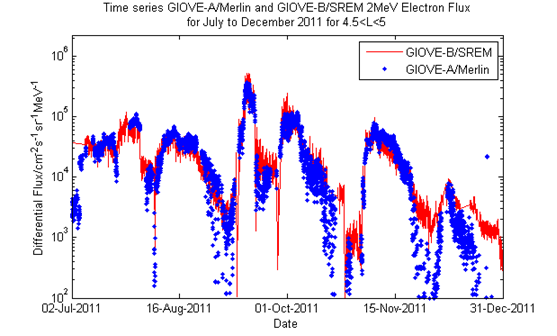 Time series GIOVE-A/Merlin and GIOVE-B/SREM 2MeV Electron Flux
for July to December 2011 for 4.5<L<5
GIOVE-B/SREM
GIOVE-A/Merlin
Differential Flux/cm-2s-1sr-1MeV-1
10^6
10^5
10^4
10^3
10^2
02-Jul-2011 16-Aug-2011 01-Oct-2011 15-Nov-2011 31-Dec-2011
Date